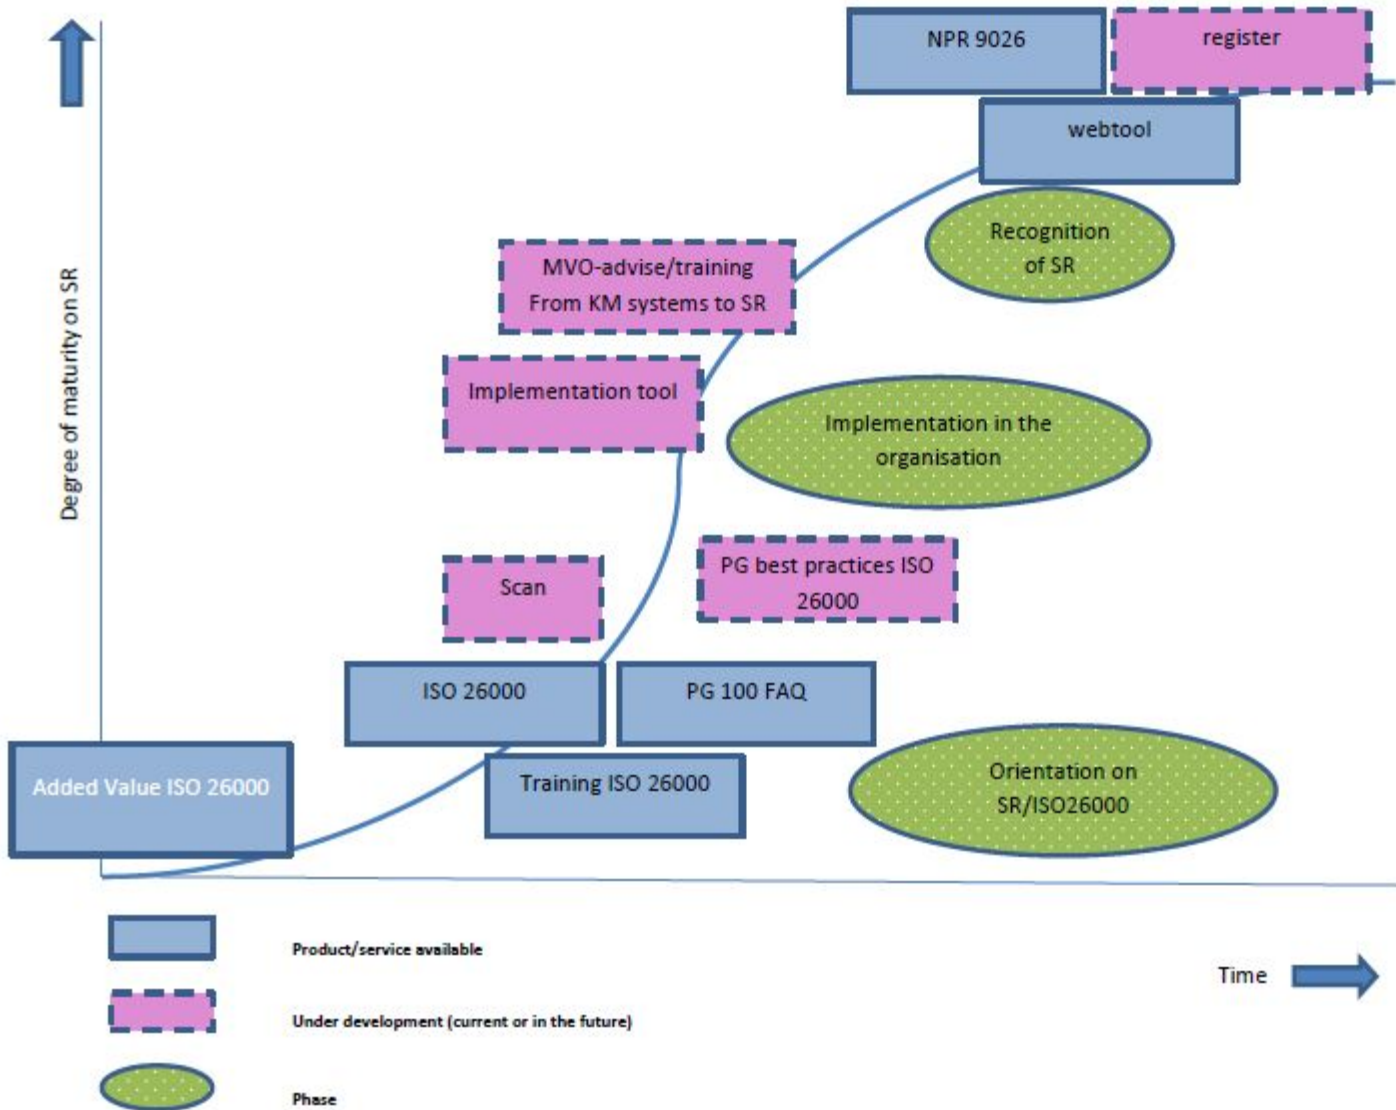 NPR 9026
register
webtool
Recognition
of SR
MVO-advise/training
From KM systems to SR
Degree of maturity on SR
Implementation tool
Implementation in the
organisation
Scan
PG best practices ISO
26000
ISO 26000
PG 100 FAQ
Added Value ISO 26000
Training ISO 26000
Orientation on
SR/ISO26000
Product/service available
Time
Under development (current or in the future)
Phase